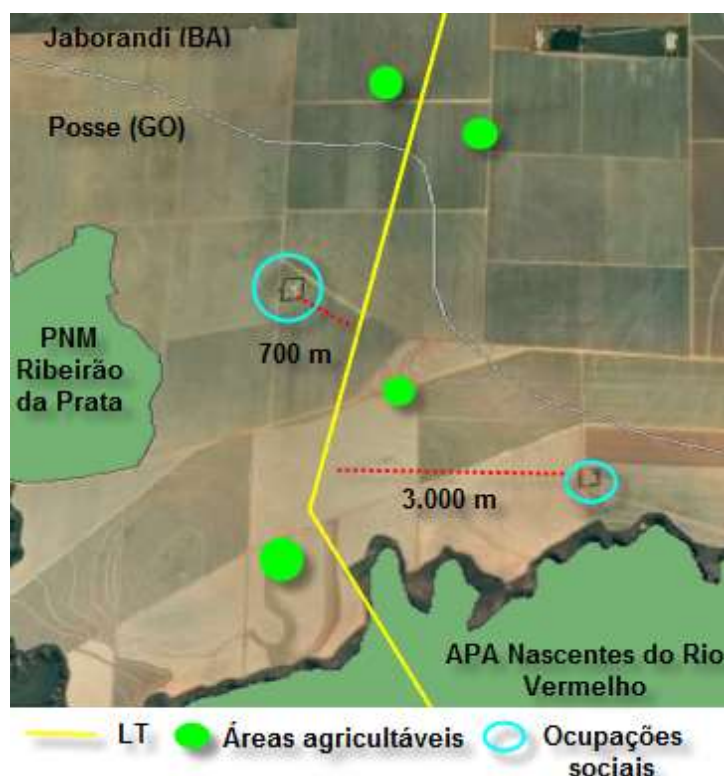 Jaborandi (BA)
Posse (GO)
PNM
Ribeirão
da Prata
700 m
3.000 m
APA Nascentes do Rio
Vermelho
LT
Áreas agricultáveis
Ocupações
sociais